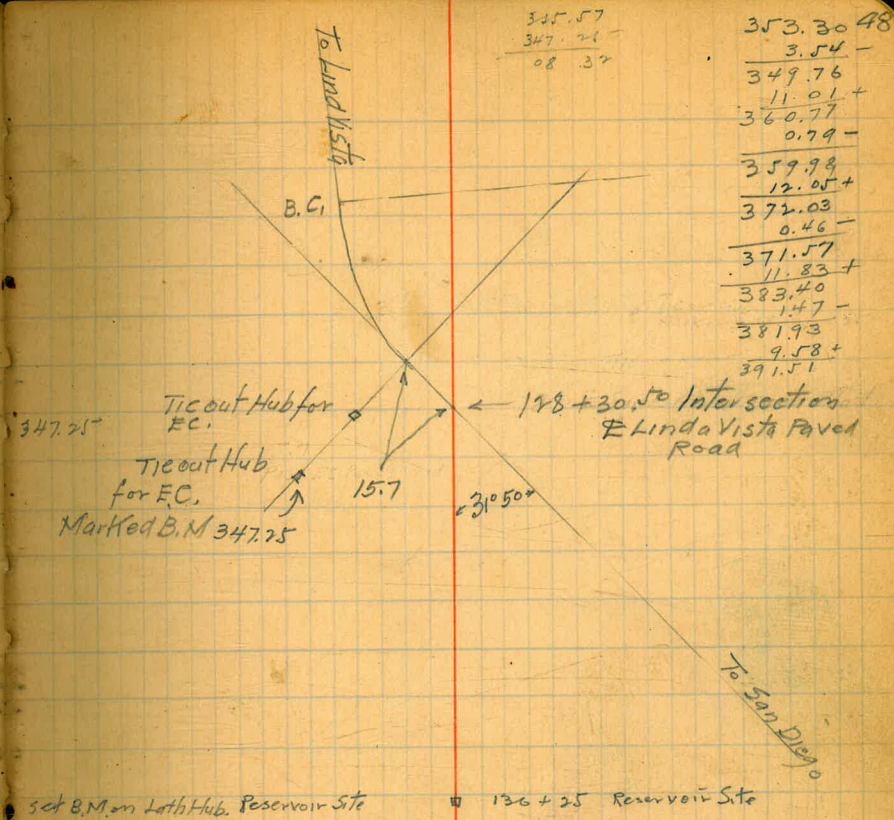 48
To Linda Vista
347.25
08 .32
353.30
3.54 -
349.76
11.01 +
360.77
0.79 -
359.98
12.05 +
372.03
0.46 -
371.57
11.83 +
383.40
1.47 -
381.93
9.58 +
391.51
B.C.
Tie out Hub for
E.C.
347.25
128+30.50 Intersection
₵ Linda Vista Paved
Road
Tie out Hub
for E.C.
Marked B.M 347.25
15.7
31°50'
To San Diego
set B.M. on Lath Hub. Reservoir Site
136+25 Reservoir Site